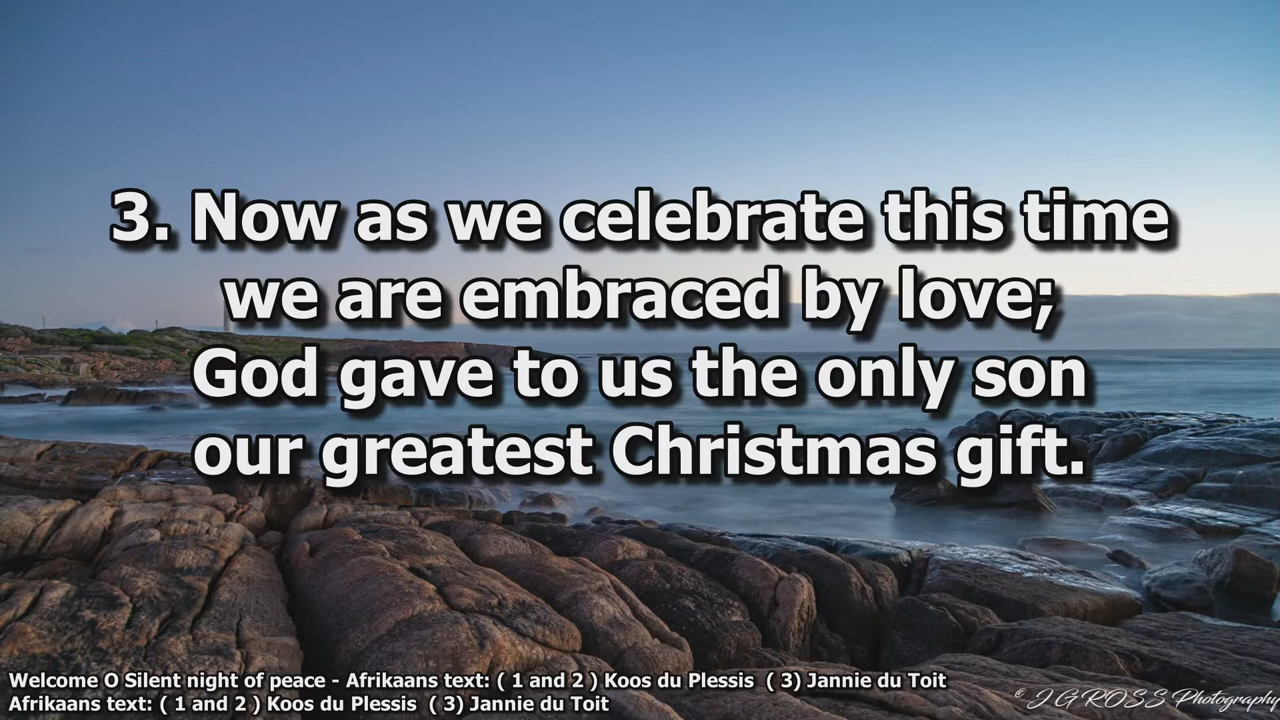 3. Now as we celebrate this time
we are embraced by love;
God gave to us the only son
our greatest Christmas gift.
Welcome O Silent night of peace - Afrikaans text: ( 1 and 2 ) Koos du Plessis  ( 3) Jannie du Toit
Afrikaans text: ( 1 and 2 ) Koos du Plessis  ( 3) Jannie du Toit
© J G ROSS Photography